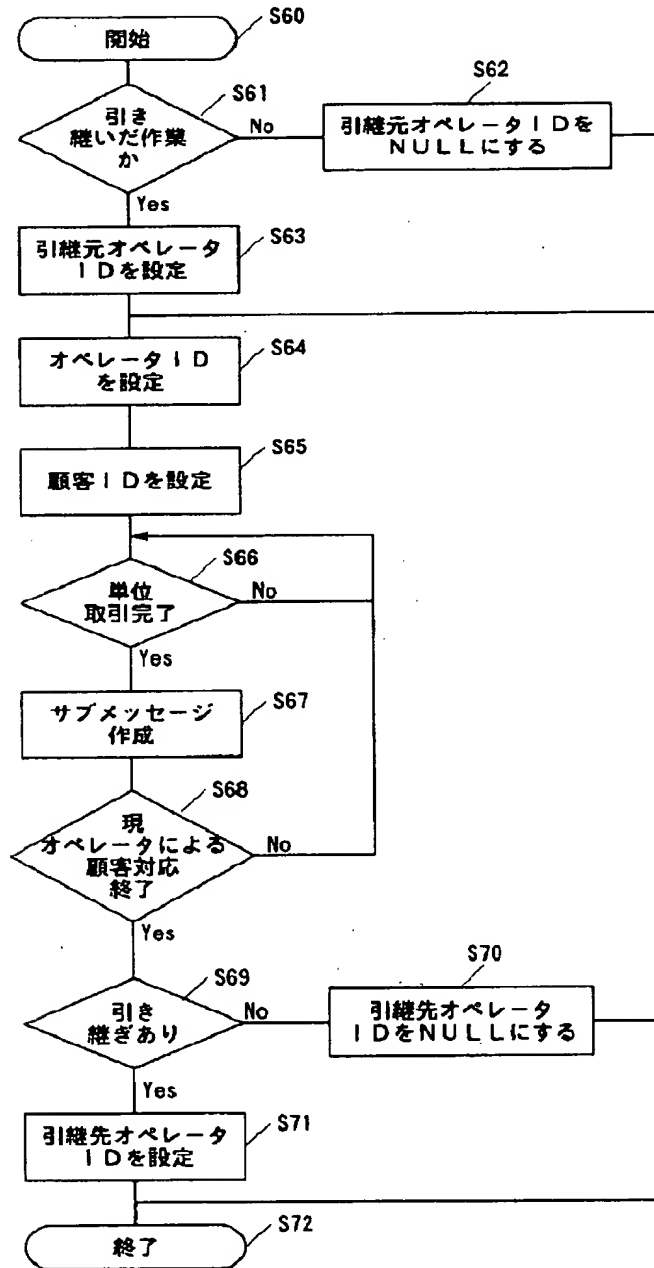 開始
S60
引き
継いだ作業
か
S61
No
Yes
S62
引継元オペレータIDを
NULLにする
引継元オペレータ
IDを設定
S63
オペレータID
を設定
S64
顧客IDを設定
S65
単位
取引完了
S66
No
Yes
サブメッセージ
作成
S67
現
オペレータによる
顧客対応
終了
S68
No
Yes
引き
継ぎあり
S69
No
Yes
S70
引継先オペレータ
IDをNULLにする
引継先オペレータ
IDを設定
S71
終了
S72